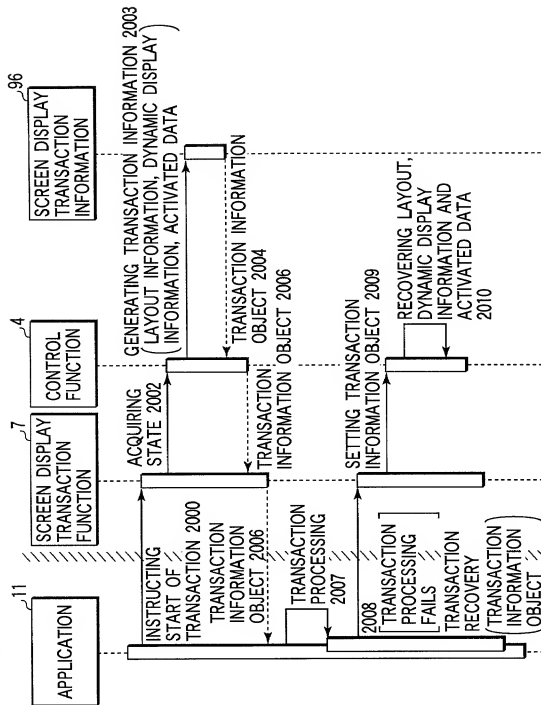 11
APPLICATION
7
SCREEN DISPLAY
TRANSACTION
FUNCTION
4
CONTROL
FUNCTION
96
SCREEN DISPLAY
TRANSACTION
INFORMATION
INSTRUCTING
START OF
TRANSACTION 2000
ACQUIRING
STATE 2002
GENERATING TRANSACTION INFORMATION 2003
(LAYOUT INFORMATION, DYNAMIC DISPLAY
INFORMATION, ACTIVATED DATA)
TRANSACTION INFORMATION
OBJECT 2004
TRANSACTION
INFORMATION OBJECT 2006
TRANSACTION
INFORMATION
OBJECT 2006
TRANSACTION
PROCESSING
2007
2008
[TRANSACTION
PROCESSING
FAILS]
TRANSACTION
RECOVERY
(TRANSACTION
INFORMATION
OBJECT)
SETTING TRANSACTION
INFORMATION OBJECT 2009
RECOVERING LAYOUT,
DYNAMIC DISPLAY
INFORMATION AND
ACTIVATED DATA
2010